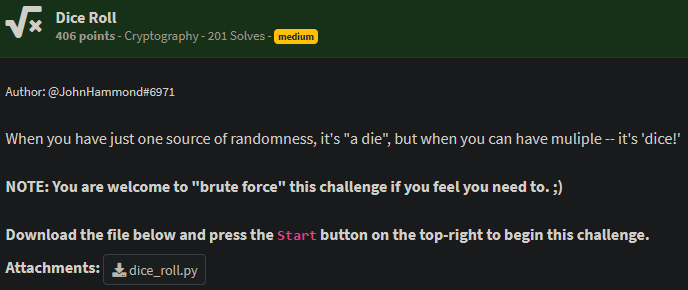 Dice Roll
406 points - Cryptography - 201 Solves - medium
Author: @JohnHammond#6971
When you have just one source of randomness, it's "a die", but when you can have muliple -- it's 'dice!'
NOTE: You are welcome to "brute force" this challenge if you feel you need to. ;)
Download the file below and press the Start button on the top-right to begin this challenge.
Attachments: dice_roll.py